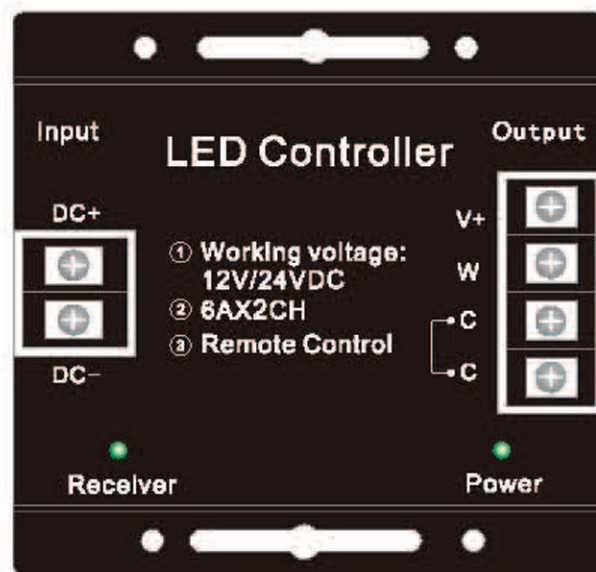 Input
LED Controller
Output
DC+
DC-
① Working voltage:
12V/24VDC
② 6AX2CH
③ Remote Control
V+
W
C
C
Receiver
Power